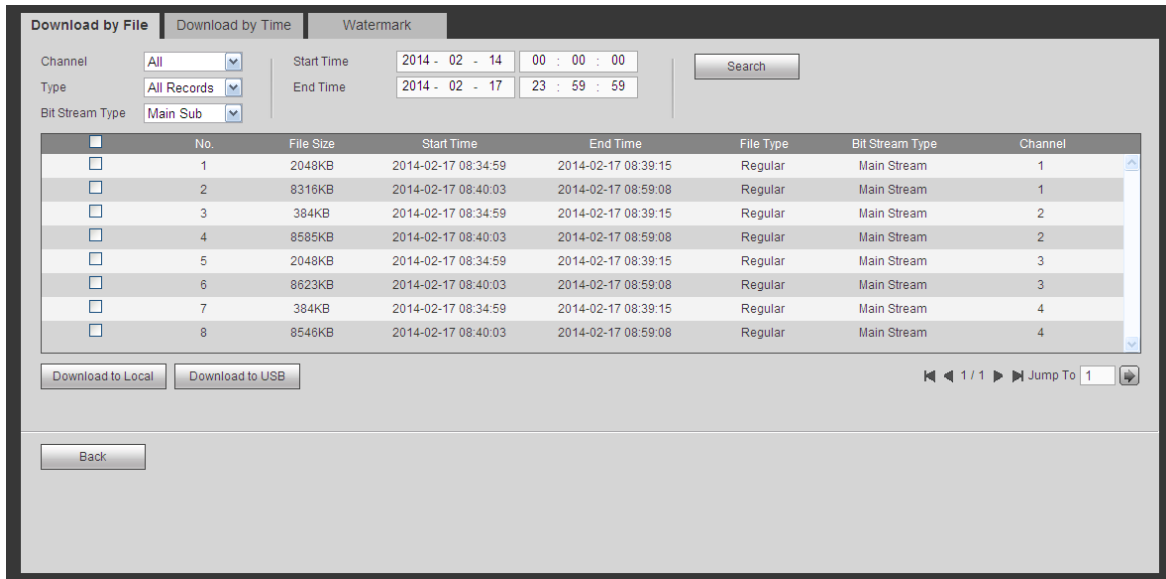 Download by File Download by Time Watermark
Channel All Start Time 2014 - 02 - 14 00 : 00 : 00 Search
Type All Records End Time 2014 - 02 - 17 23 : 59 : 59
Bit Stream Type Main Sub
No. File Size Start Time End Time File Type Bit Stream Type Channel
1 2048KB 2014-02-17 08:34:59 2014-02-17 08:39:15 Regular Main Stream 1
2 8316KB 2014-02-17 08:40:03 2014-02-17 08:59:08 Regular Main Stream 1
3 384KB 2014-02-17 08:34:59 2014-02-17 08:39:15 Regular Main Stream 2
4 8585KB 2014-02-17 08:40:03 2014-02-17 08:59:08 Regular Main Stream 2
5 2048KB 2014-02-17 08:34:59 2014-02-17 08:39:15 Regular Main Stream 3
6 8623KB 2014-02-17 08:40:03 2014-02-17 08:59:08 Regular Main Stream 3
7 384KB 2014-02-17 08:34:59 2014-02-17 08:39:15 Regular Main Stream 4
8 8546KB 2014-02-17 08:40:03 2014-02-17 08:59:08 Regular Main Stream 4
Download to Local Download to USB 1 / 1 Jump To 1
Back